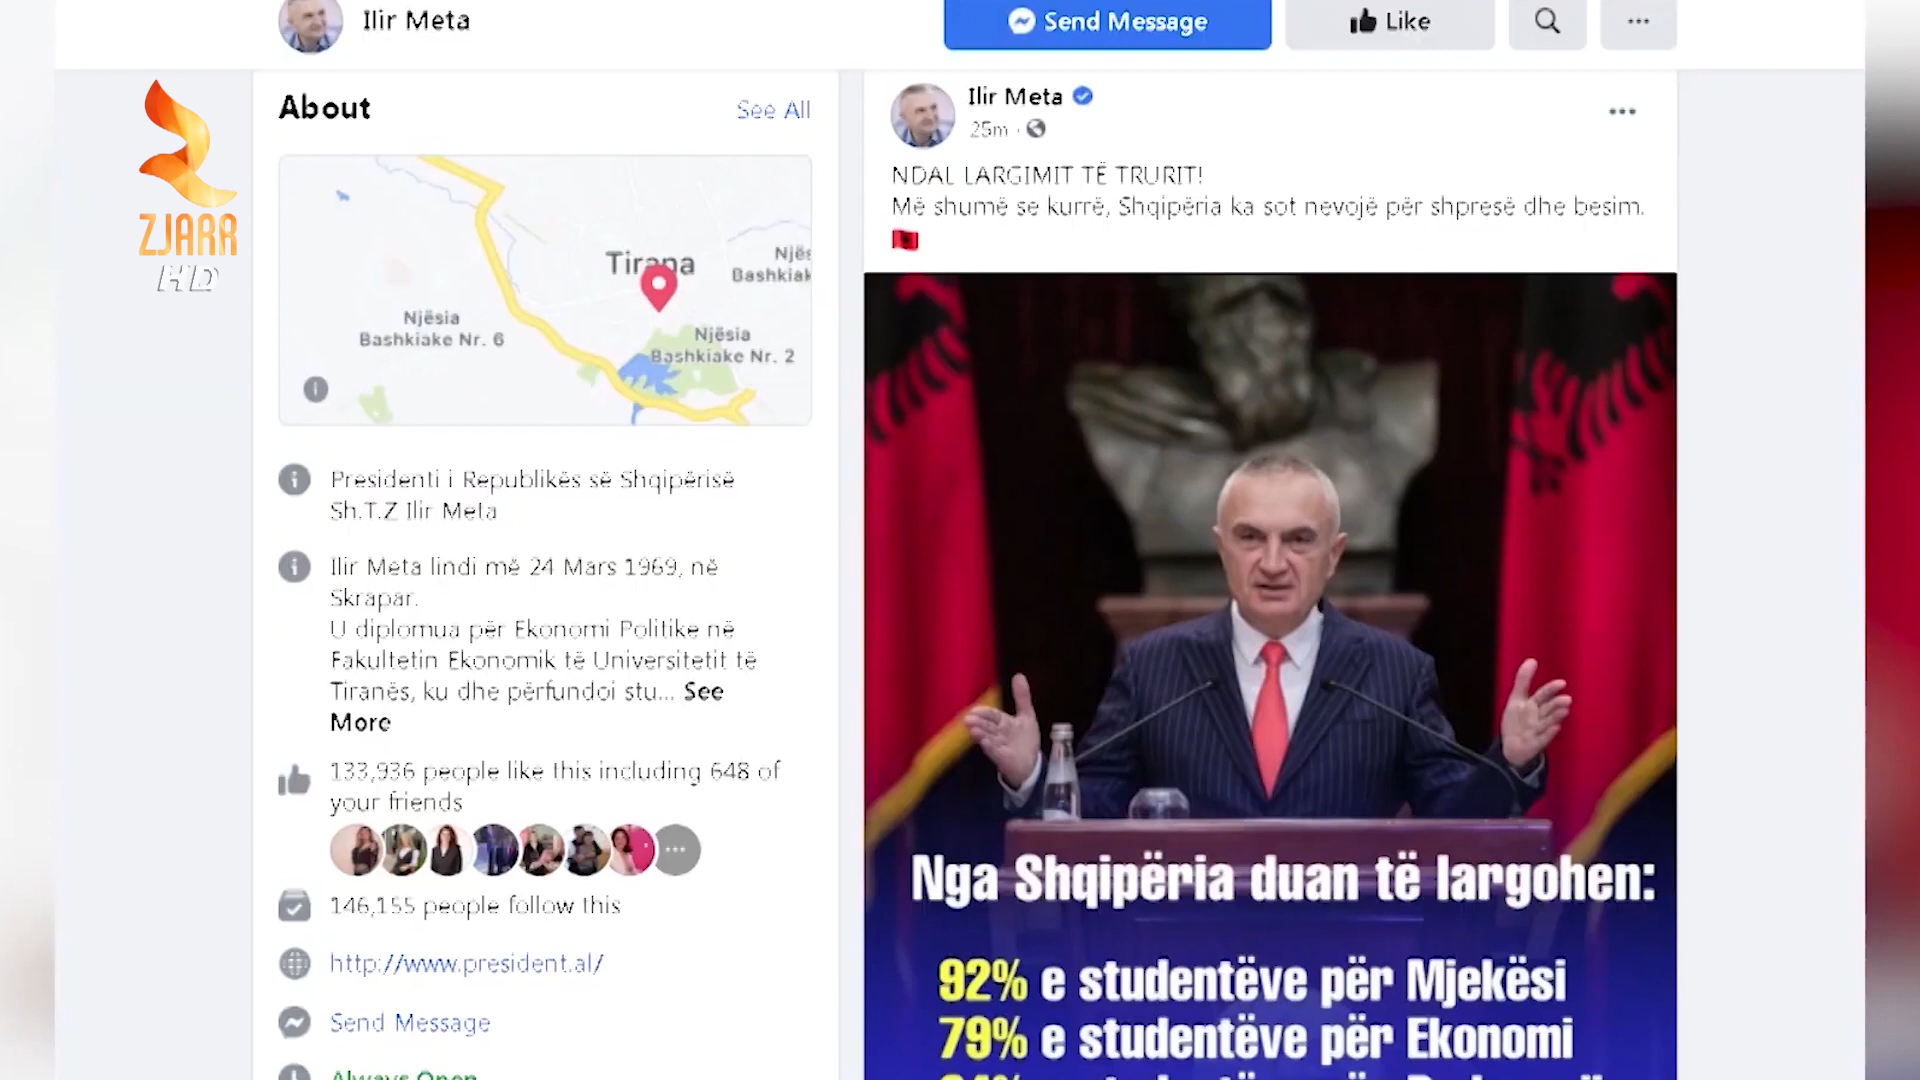 Ilir Meta
Send Message
Like
ZJARR
HD
About
See All
Tirana
Njësia
Bashkiake Nr. 6
Njësia
Bashkiake Nr. 2
Presidenti i Republikës së Shqipërisë
Sh.T.Z Ilir Meta
Ilir Meta lindi më 24 Mars 1969, në
Skrapar.
U diplomua për Ekonomi Politike në
Fakultetin Ekonomik të Universitetit të
Tiranës, ku dhe përfundoi stu... See
More
133,936 people like this including 648 of
your friends
146,155 people follow this
http://www.president.al/
Send Message
Always Open
Ilir Meta
25m
NDAL LARGIMIT TË TRURIT!
Më shumë se kurrë, Shqipëria ka sot nevojë për shpresë dhe besim.
Nga Shqipëria duan të largohen:
92% e studentëve për Mjekësi
79% e studentëve për Ekonomi